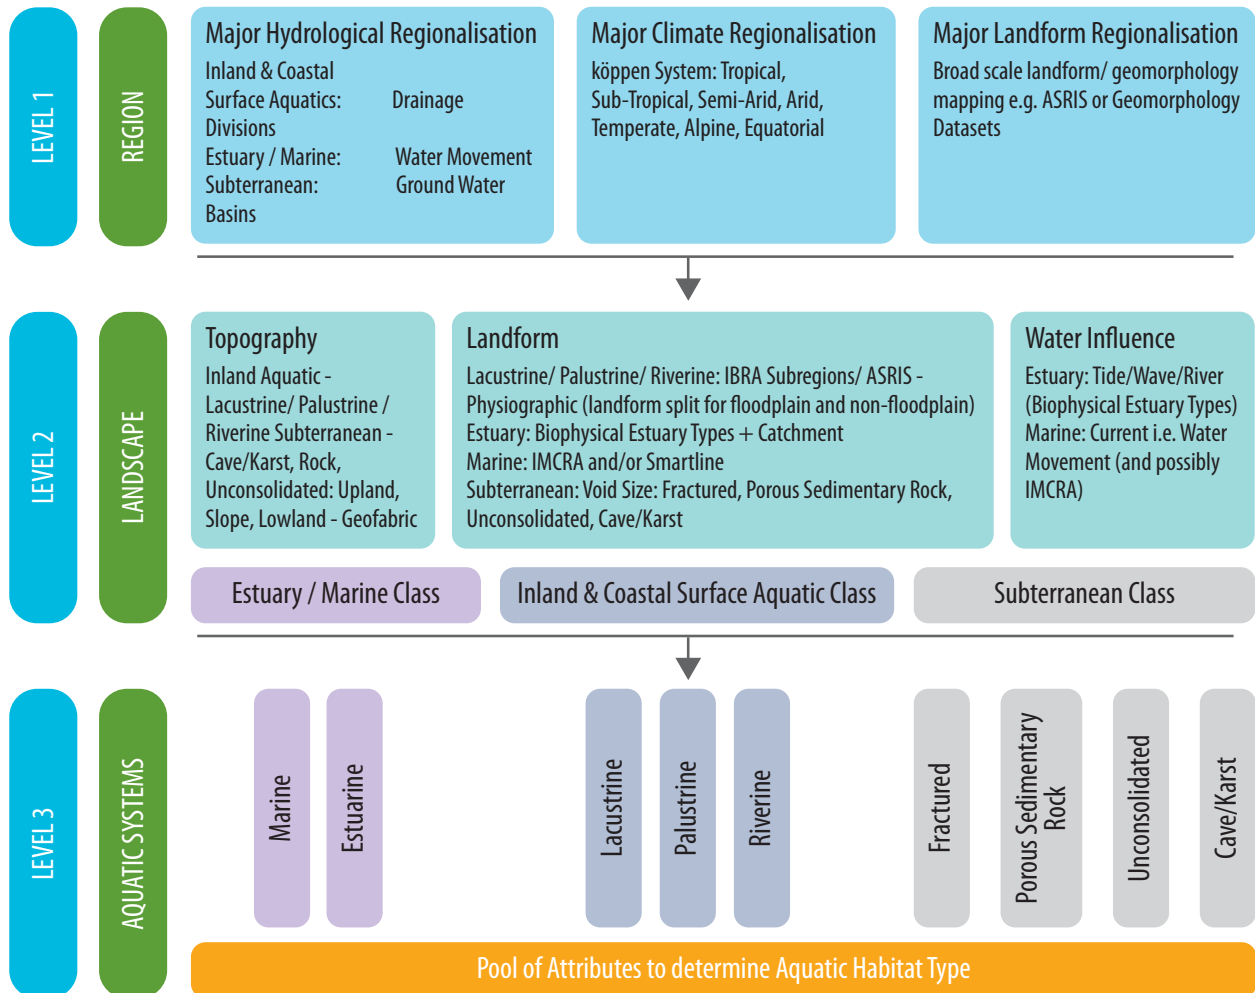 LEVEL 1
REGION
Major Hydrological Regionalisation
Inland & Coastal
Surface Aquatics: Drainage
Divisions
Estuary / Marine: Water Movement
Subterranean: Ground Water
Basins
Major Climate Regionalisation
köppen System: Tropical,
Sub-Tropical, Semi-Arid, Arid,
Temperate, Alpine, Equatorial
Major Landform Regionalisation
Broad scale landform/ geomorphology
mapping e.g. ASRIS or Geomorphology
Datasets
LEVEL 2
LANDSCAPE
Topography
Inland Aquatic -
Lacustrine/ Palustrine /
Riverine Subterranean -
Cave/Karst, Rock,
Unconsolidated: Upland,
Slope, Lowland - Geofabric
Landform
Lacustrine/ Palustrine/ Riverine: IBRA Subregions/ ASRIS -
Physiographic (landform split for floodplain and non-floodplain)
Estuary: Biophysical Estuary Types + Catchment
Marine: IMCRA and/or Smartline
Subterranean: Void Size: Fractured, Porous Sedimentary Rock,
Unconsolidated, Cave/Karst
Water Influence
Estuary: Tide/Wave/River
(Biophysical Estuary Types)
Marine: Current i.e. Water
Movement (and possibly
IMCRA)
Estuary / Marine Class
Inland & Coastal Surface Aquatic Class
Subterranean Class
LEVEL 3
AQUATIC SYSTEMS
Marine
Estuarine
Lacustrine
Palustrine
Riverine
Fractured
Porous Sedimentary
Rock
Unconsolidated
Cave/Karst
Pool of Attributes to determine Aquatic Habitat Type